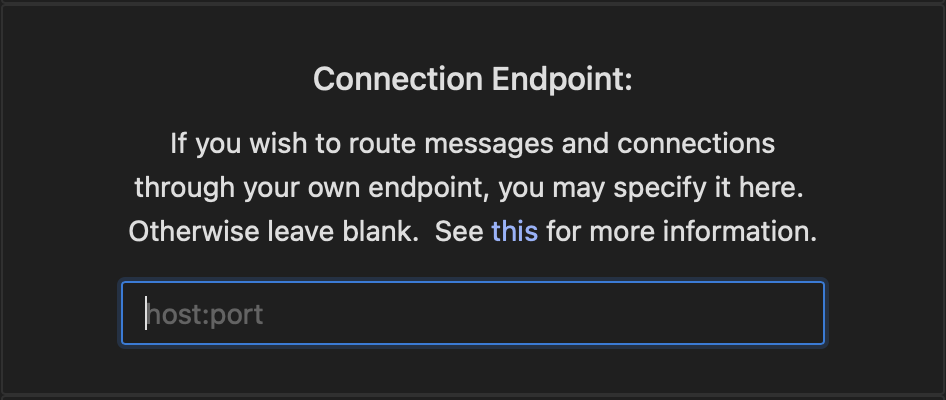 Connection Endpoint:
If you wish to route messages and connections
through your own endpoint, you may specify it here.
Otherwise leave blank.  See this for more information.
host:port